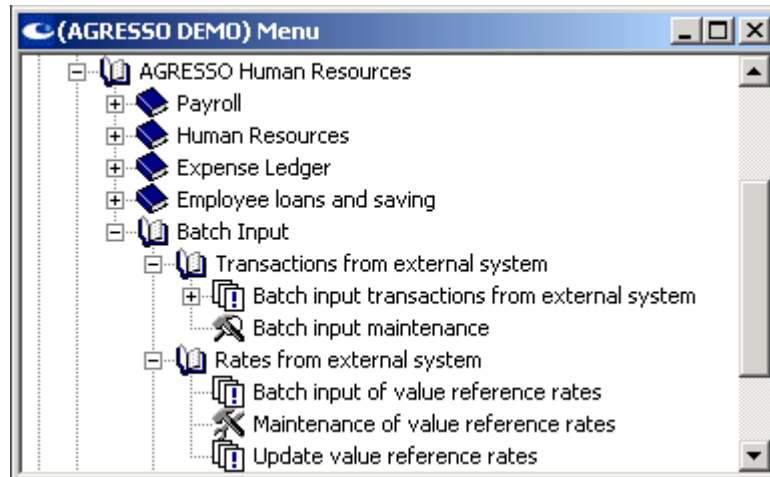 (AGRESSO DEMO) Menu
AGRESSO Human Resources
Payroll
Human Resources
Expense Ledger
Employee loans and saving
Batch Input
Transactions from external system
Batch input transactions from external system
Batch input maintenance
Rates from external system
Batch input of value reference rates
Maintenance of value reference rates
Update value reference rates